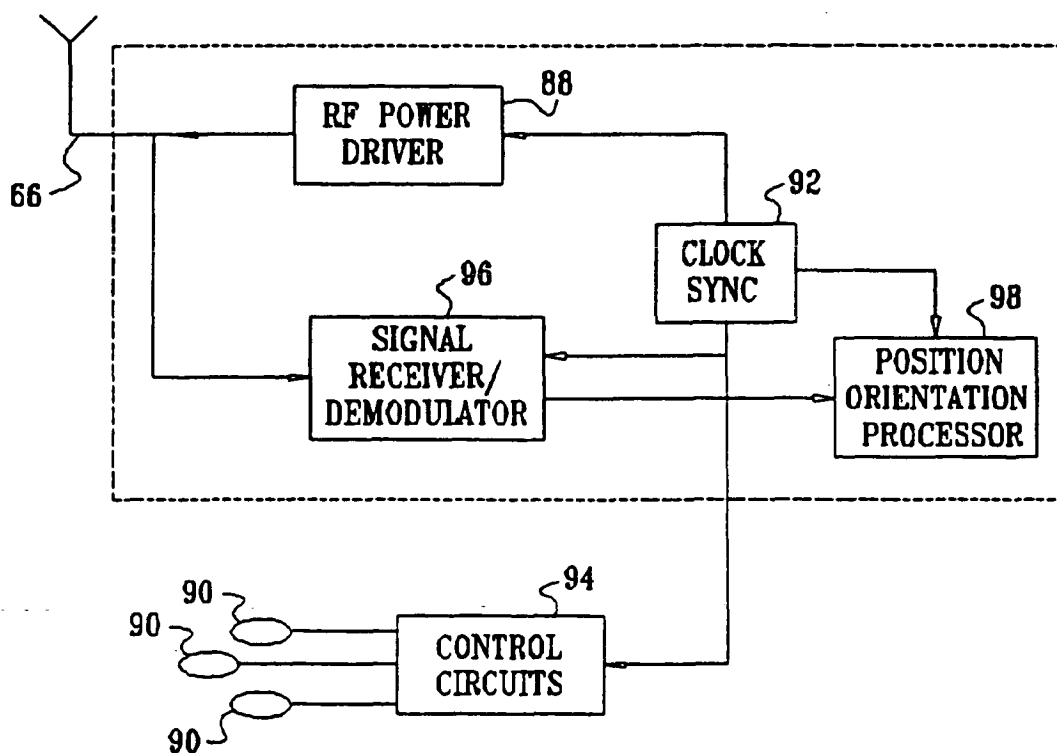 88
RF POWER
DRIVER
66
92
CLOCK
SYNC
96
SIGNAL
RECEIVER/
DEMODULATOR
98
POSITION
ORIENTATION
PROCESSOR
94
CONTROL
CIRCUITS
90
90
90